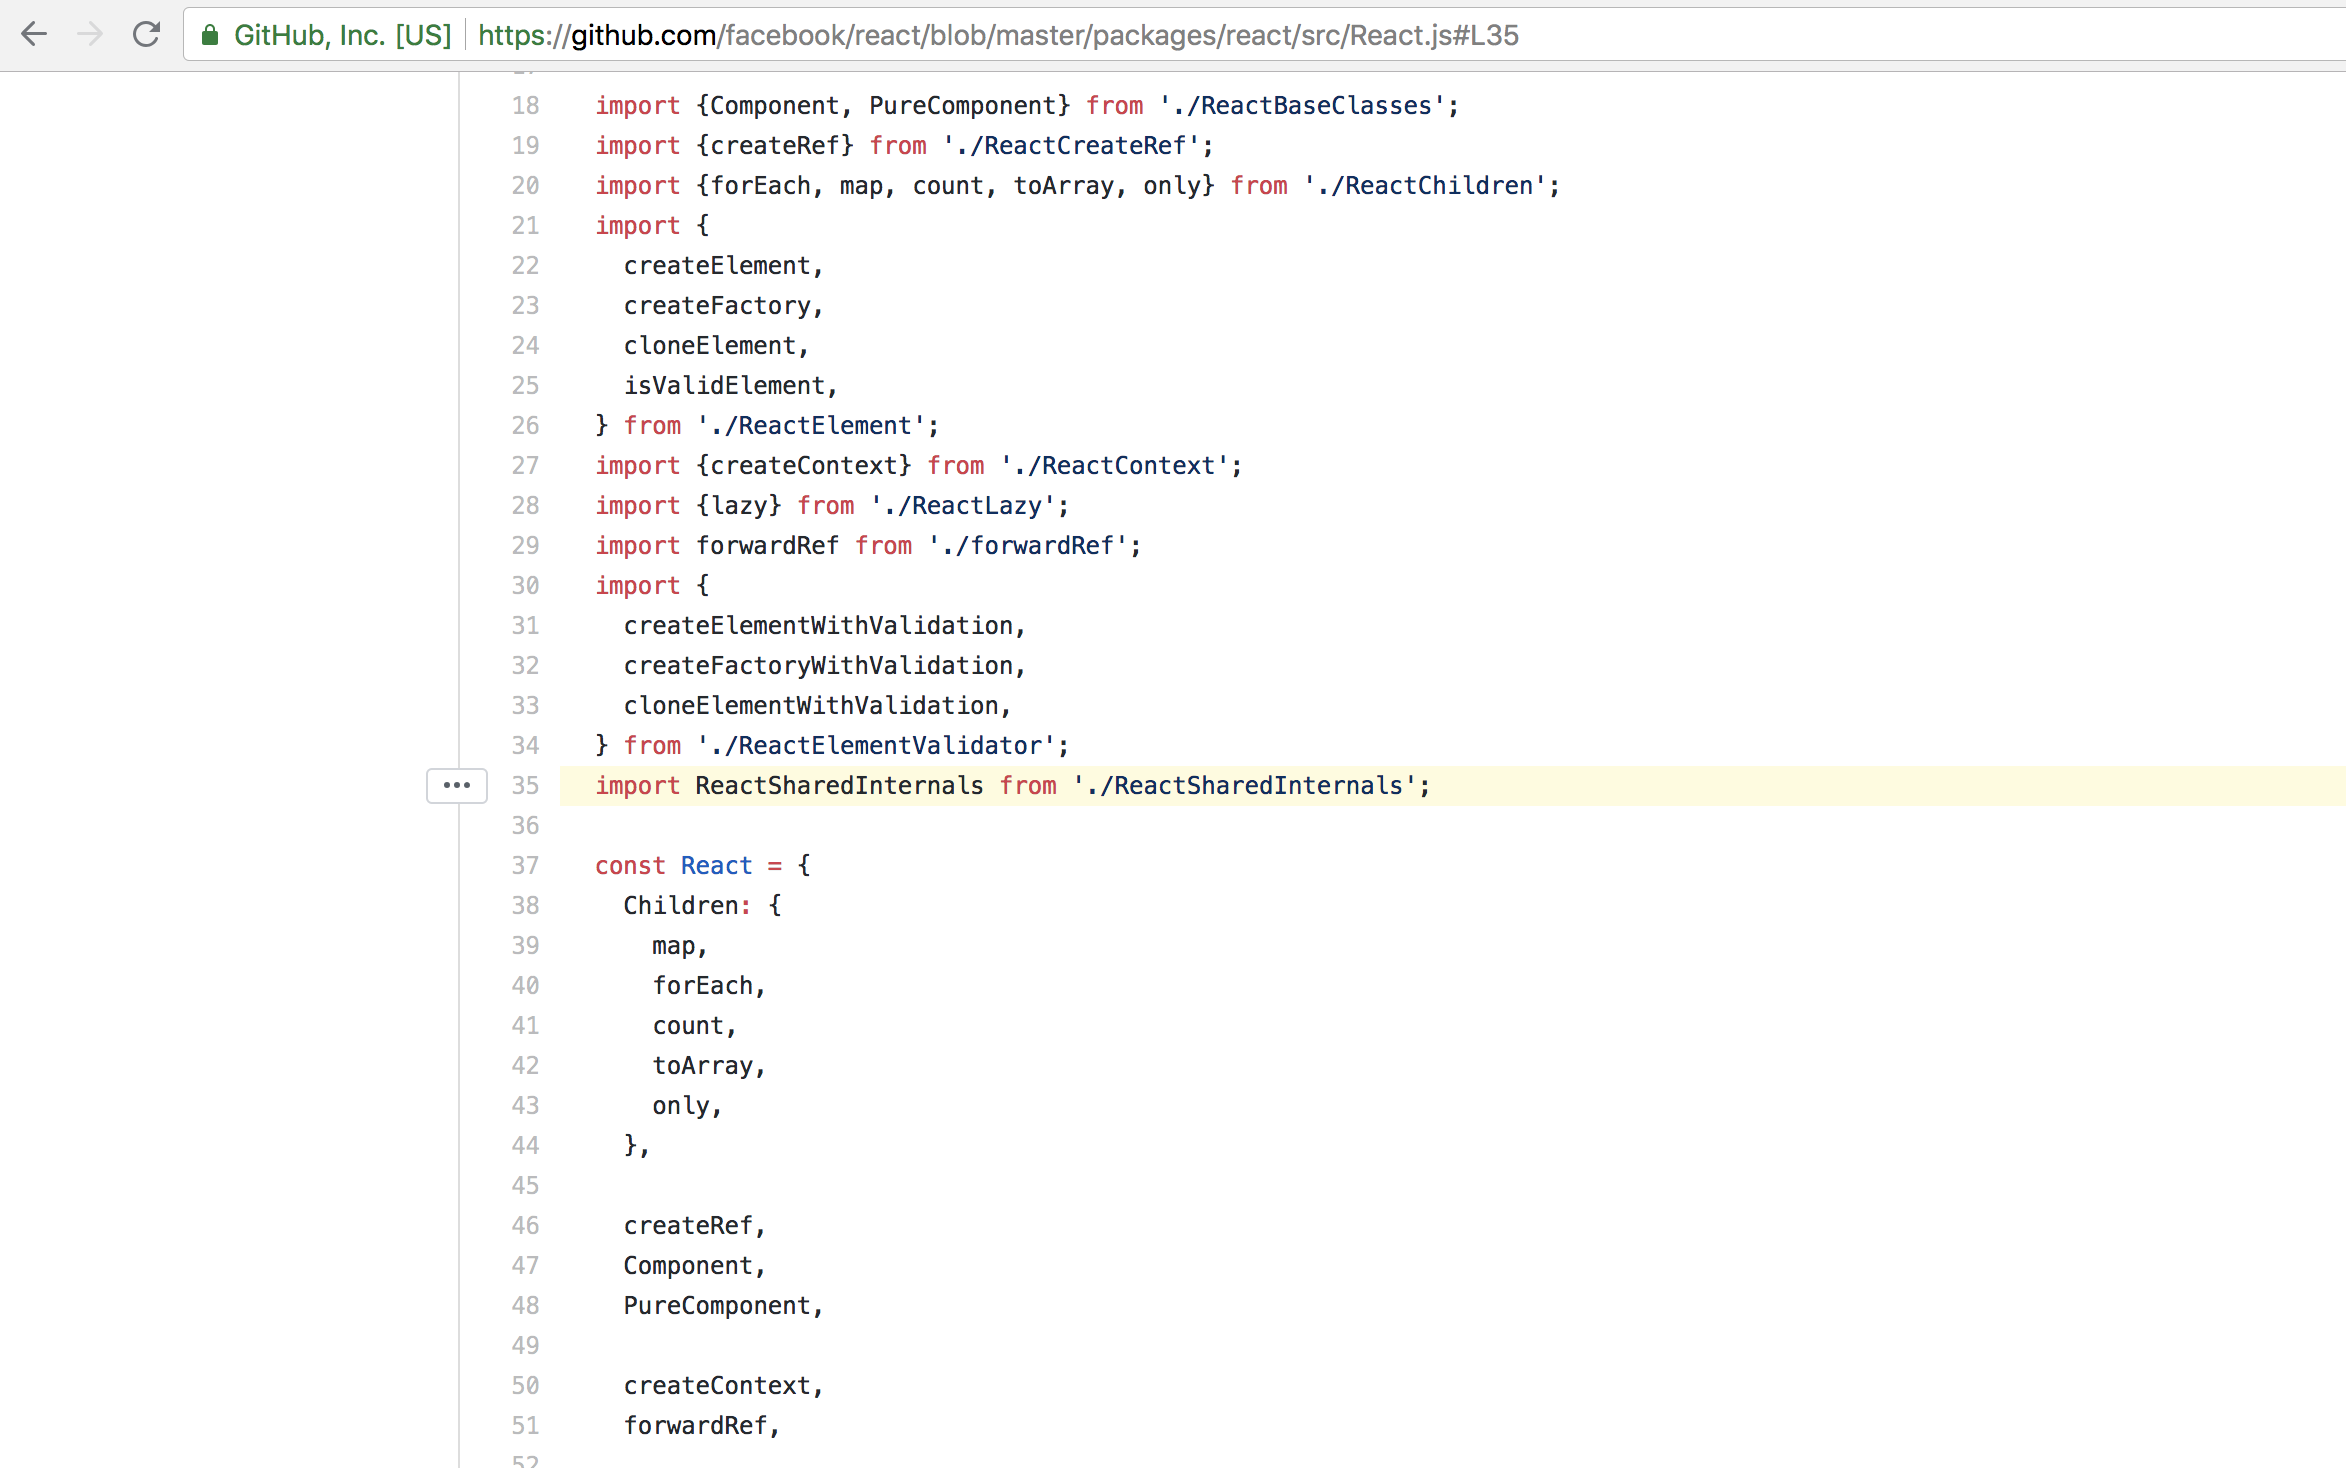 GitHub, Inc. [US] https://github.com/facebook/react/blob/master/packages/react/src/React.js#L35
18 import {Component, PureComponent} from './ReactBaseClasses';
19 import {createRef} from './ReactCreateRef';
20 import {forEach, map, count, toArray, only} from './ReactChildren';
21 import {
22 createElement,
23 createFactory,
24 cloneElement,
25 isValidElement,
26 } from './ReactElement';
27 import {createContext} from './ReactContext';
28 import {lazy} from './ReactLazy';
29 import forwardRef from './forwardRef';
30 import {
31 createElementWithValidation,
32 createFactoryWithValidation,
33 cloneElementWithValidation,
34 } from './ReactElementValidator';
35 import ReactSharedInternals from './ReactSharedInternals';
36
37 const React = {
38 Children: {
39 map,
40 forEach,
41 count,
42 toArray,
43 only,
44 },
45
46 createRef,
47 Component,
48 PureComponent,
49
50 createContext,
51 forwardRef,
52